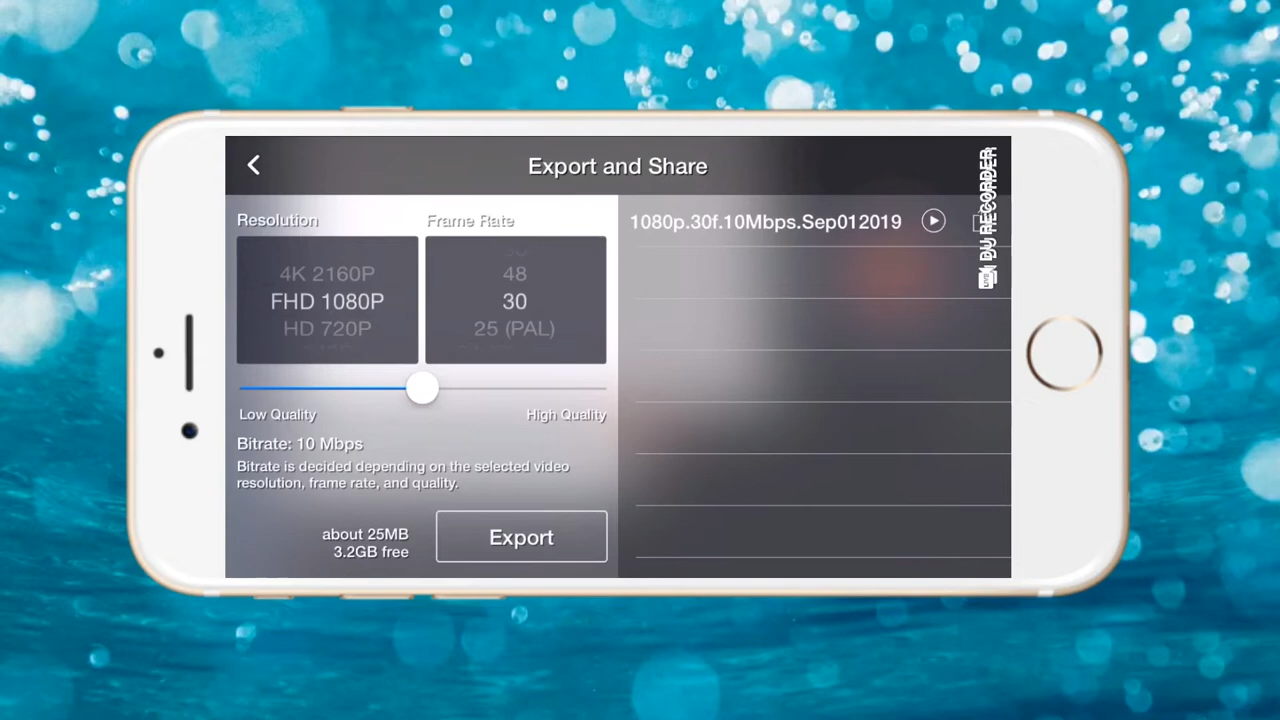 Export and Share
Resolution
Frame Rate
4K 2160P
FHD 1080P
HD 720P
48
30
25 (PAL)
Low Quality
High Quality
Bitrate: 10 Mbps
Bitrate is decided depending on the selected video
resolution, frame rate, and quality.
about 25MB
3.2GB free
Export
1080p.30f.10Mbps.Sep012019
DU RECORDER
LIVE